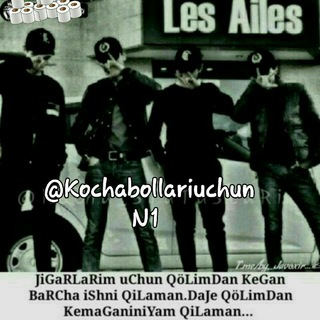 Les Ailes
@Kochabollariuchun
N1
JiGaRLaRim uChun QöLimDan KeGan
BaRCha iShni QiLaman.DaJe QöLimDan
KemaGaniniYam QiLaman...